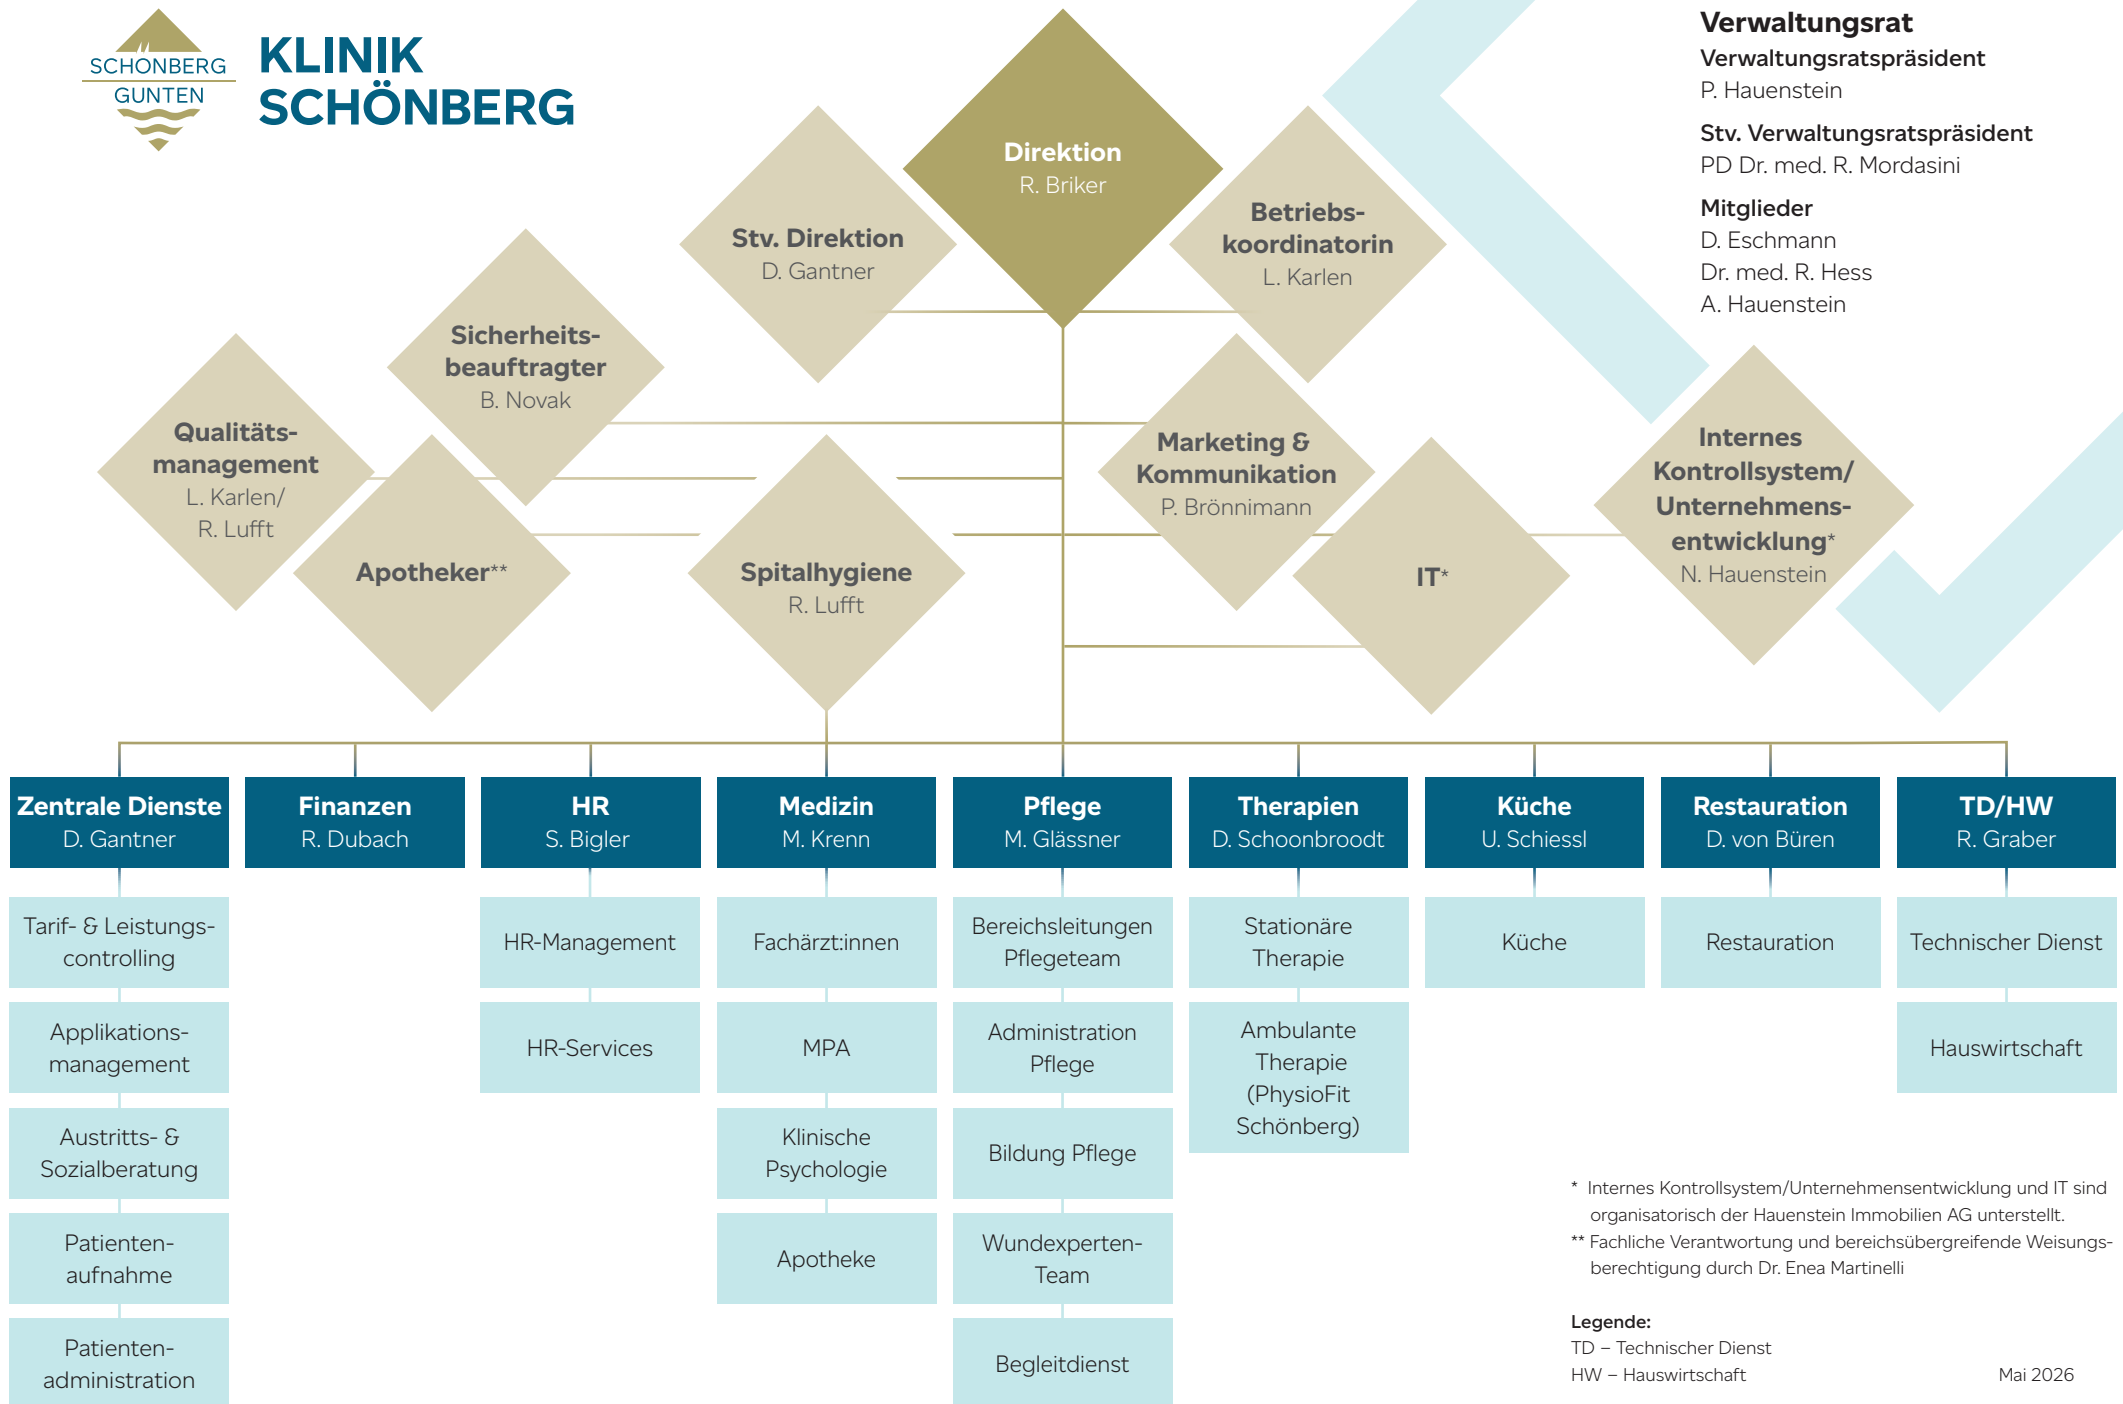 SCHÖNBERG
GUNTEN
KLINIK
SCHÖNBERG
Verwaltungsrat
Verwaltungsratspräsident
P. Hauenstein
Stv. Verwaltungsratspräsident
PD Dr. med. R. Mordasini
Mitglieder
D. Eschmann
Dr. med. R. Hess
A. Hauenstein
Direktion
R. Briker
Stv. Direktion
D. Gantner
Betriebs-
koordinatorin
L. Karlen
Sicherheits-
beauftragter
B. Novak
Qualitäts-
management
L. Karlen/
R. Lufft
Marketing &
Kommunikation
P. Brönnimann
Internes
Kontrollsystem/
Unternehmens-
entwicklung*
N. Hauenstein
Apotheker**
Spitalhygiene
R. Lufft
IT*
Zentrale Dienste
D. Gantner
Finanzen
R. Dubach
HR
S. Bigler
Medizin
M. Krenn
Pflege
M. Glässner
Therapien
D. Schoonbroodt
Küche
U. Schiessl
Restauration
D. von Büren
TD/HW
R. Graber
Tarif- & Leistungs-
controlling
Applikations-
management
Austritts- &
Sozialberatung
Patienten-
aufnahme
Patienten-
administration
HR-Management
HR-Services
Fachärzt:innen
MPA
Klinische
Psychologie
Apotheke
Bereichsleitungen
Pflegeteam
Administration
Pflege
Bildung Pflege
Wundexperten-
Team
Begleitdienst
Stationäre
Therapie
Ambulante
Therapie
(PhysioFit
Schönberg)
Küche
Restauration
Technischer Dienst
Hauswirtschaft
* Internes Kontrollsystem/Unternehmensentwicklung und IT sind
organisatorisch der Hauenstein Immobilien AG unterstellt.
** Fachliche Verantwortung und bereichsübergreifende Weisungs-
berechtigung durch Dr. Enea Martinelli
Legende:
TD – Technischer Dienst
HW – Hauswirtschaft
Mai 2026